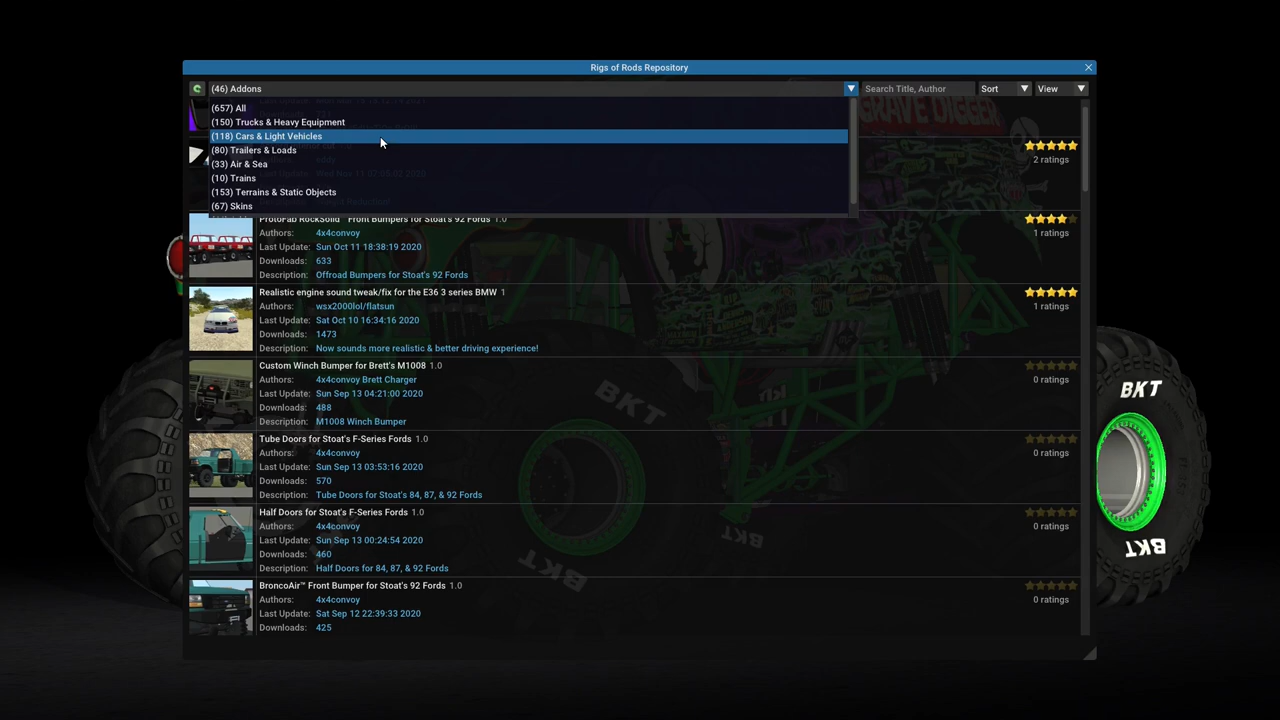 Rigs of Rods Repository
(46) Addons
Search Title, Author
Sort
View
(657) All
(150) Trucks & Heavy Equipment
(118) Cars & Light Vehicles
(80) Trailers & Loads
(33) Air & Sea
(10) Trains
(153) Terrains & Static Objects
(67) Skins
GRAVE DIGGER
2 ratings
ProtoFab RockSolid™ Front Bumpers for Stoat's 92 Fords 1.0
Authors: 4x4convoy
1 ratings
Last Update: Sun Oct 11 18:38:19 2020
Downloads: 633
Description: Offroad Bumpers for Stoat's 92 Fords
Realistic engine sound tweak/fix for the E36 3 series BMW 1
Authors: wsx2000lol/flatsun
1 ratings
Last Update: Sat Oct 10 16:34:16 2020
Downloads: 1473
Description: Now sounds more realistic & better driving experience!
Custom Winch Bumper for Brett's M1008 1.0
Authors: 4x4convoy Brett Charger
0 ratings
Last Update: Sun Sep 13 04:21:00 2020
Downloads: 488
Description: M1008 Winch Bumper
Tube Doors for Stoat's F-Series Fords 1.0
Authors: 4x4convoy
0 ratings
Last Update: Sun Sep 13 03:53:16 2020
Downloads: 570
Description: Tube Doors for Stoat's 84, 87, & 92 Fords
Half Doors for Stoat's F-Series Fords 1.0
Authors: 4x4convoy
0 ratings
Last Update: Sun Sep 13 00:24:54 2020
Downloads: 460
Description: Half Doors for 84, 87, & 92 Fords
BroncoAir™ Front Bumper for Stoat's 92 Fords 1.0
Authors: 4x4convoy
0 ratings
Last Update: Sat Sep 12 22:39:33 2020
Downloads: 425
BKT
BKT
BKT
BKT
BKT